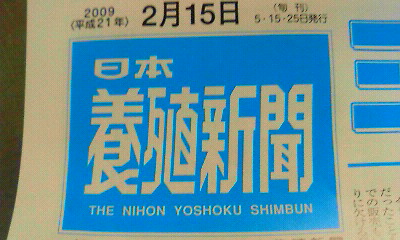 2009
(平成21年)
2月15日
(旬刊)
5・15・25日発行
日本
養殖新聞
THE NIHON YOSHOKU SHIMBUN